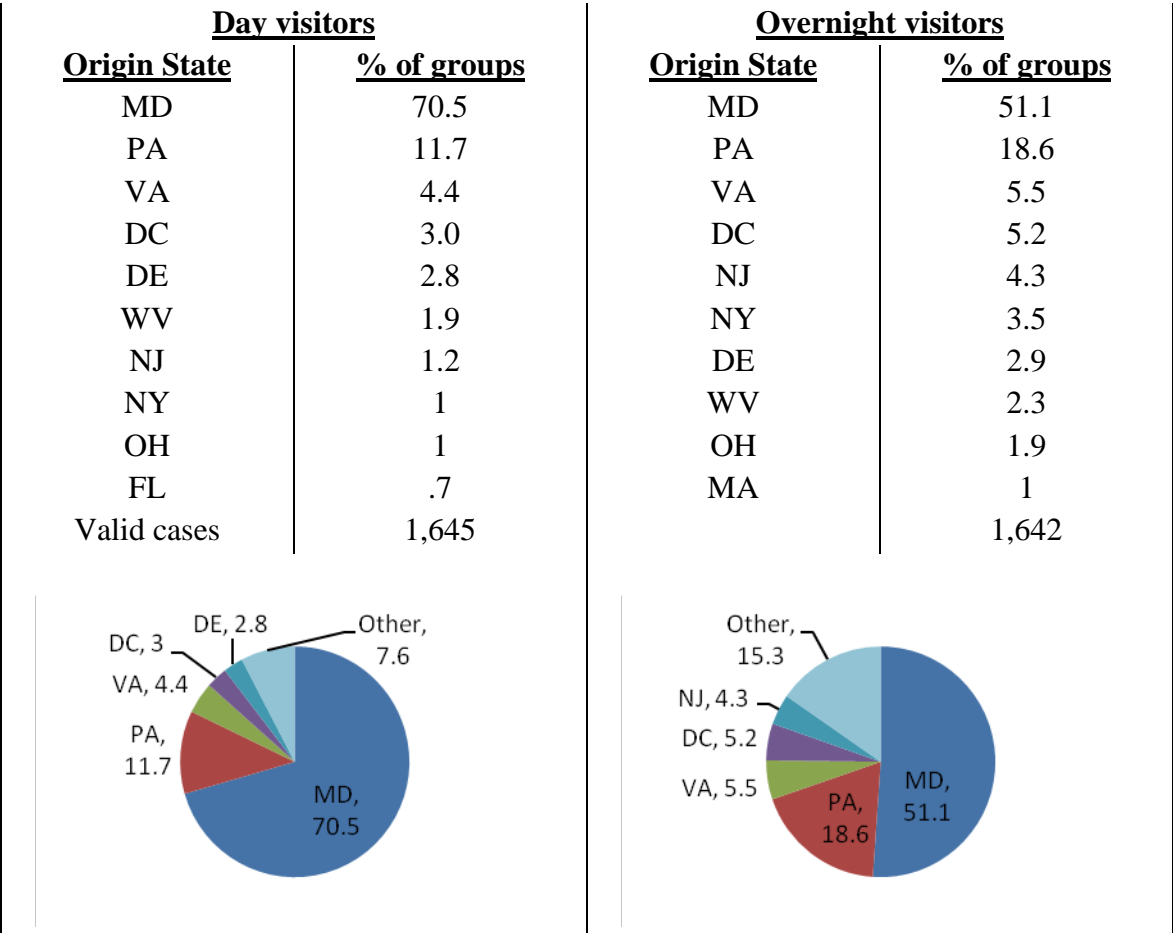 Day visitors
Origin State % of groups
MD 70.5
PA 11.7
VA 4.4
DC 3.0
DE 2.8
WV 1.9
NJ 1.2
NY 1
OH 1
FL .7
Valid cases 1,645
Overnight visitors
Origin State % of groups
MD 51.1
PA 18.6
VA 5.5
DC 5.2
NJ 4.3
NY 3.5
DE 2.9
WV 2.3
OH 1.9
MA 1
1,642
DE, 2.8
Other,
7.6
DC, 3
VA, 4.4
PA,
11.7
MD,
70.5
Other,
15.3
NJ, 4.3
DC, 5.2
VA, 5.5
PA,
18.6
MD,
51.1